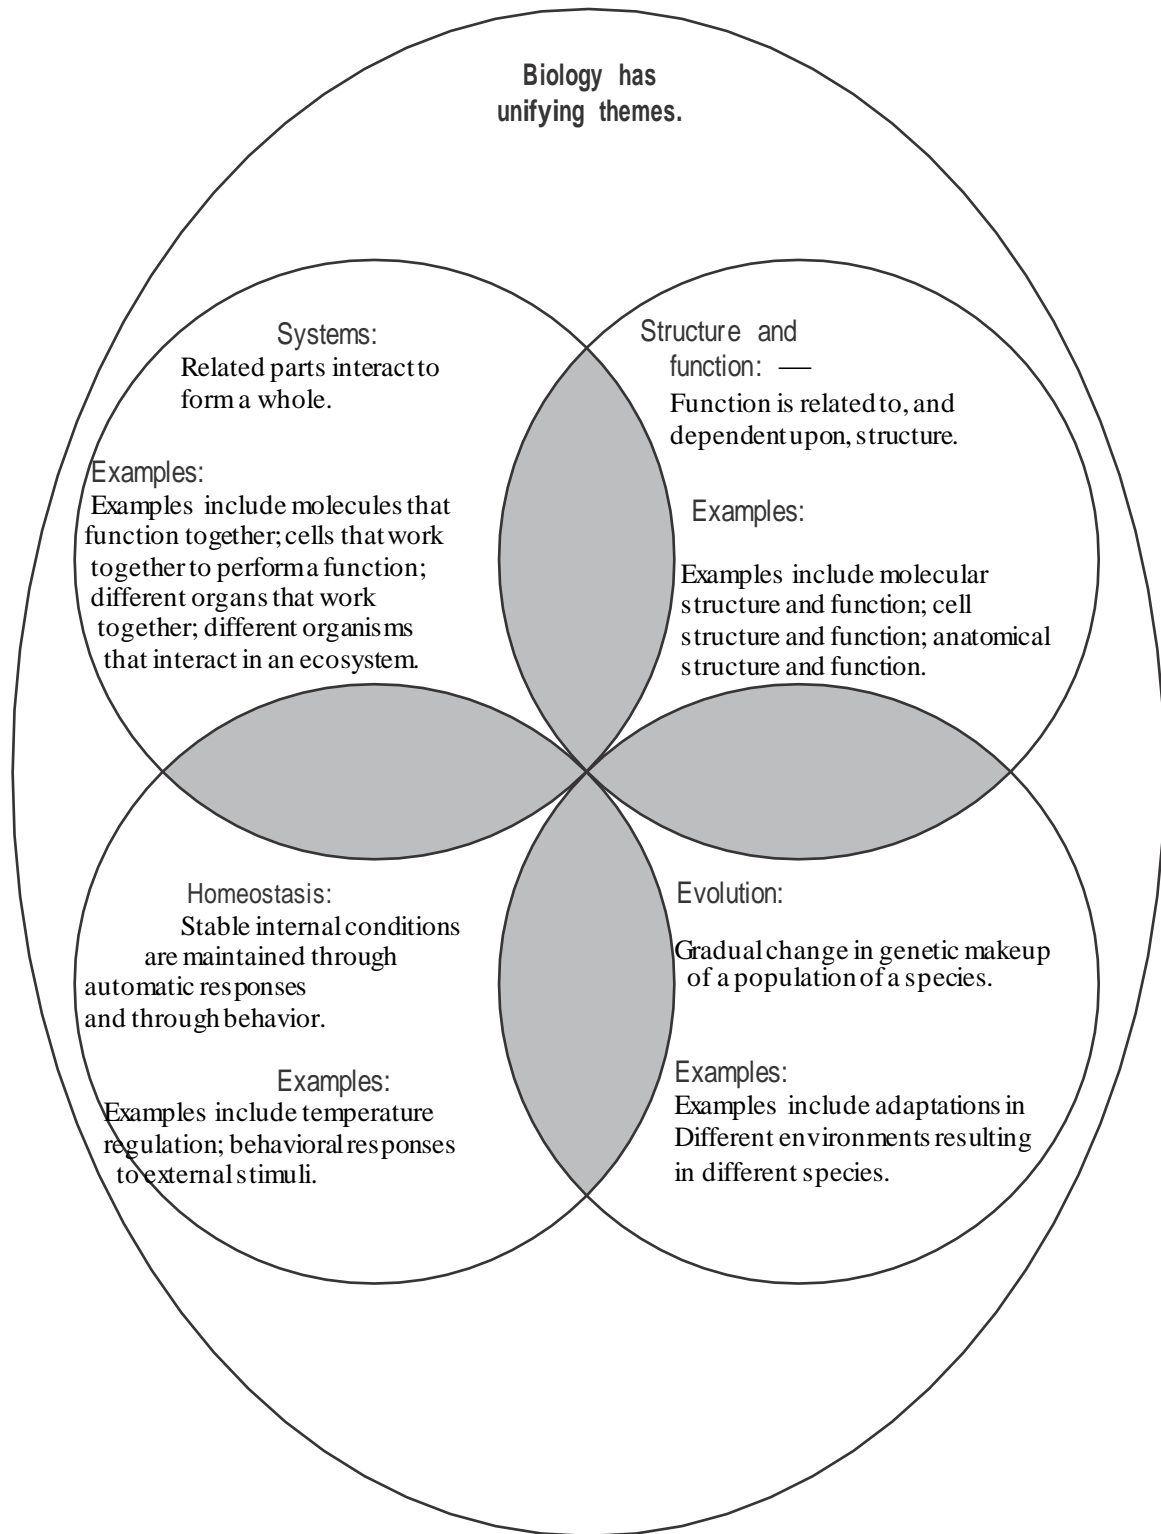 Biology has
unifying themes.
Systems:
Related parts interact to
form a whole.
Examples:
Examples include molecules that
function together; cells that work
together to perform a function;
different organs that work
together; different organisms
that interact in an ecosystem.
Structure and
function: —
Function is related to, and
dependent upon, structure.
Examples:
Examples include molecular
structure and function; cell
structure and function; anatomical
structure and function.
Homeostasis:
Stable internal conditions
are maintained through
automatic responses
and through behavior.
Examples:
Examples include temperature
regulation; behavioral responses
to external stimuli.
Evolution:
Gradual change in genetic makeup
of a population of a species.
Examples:
Examples include adaptations in
Different environments resulting
in different species.